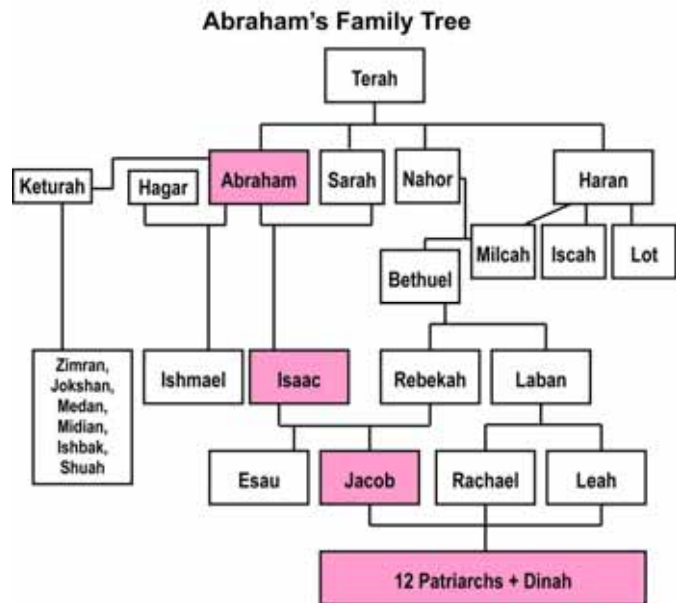 Abraham's Family Tree
Terah
Keturah
Hagar
Abraham
Sarah
Nahor
Haran
Milcah
Iscah
Lot
Bethuel
Zimran,
Jokshan,
Medan,
Midian,
Ishbak,
Shuah
Ishmael
Isaac
Rebekah
Laban
Esau
Jacob
Rachael
Leah
12 Patriarchs + Dinah